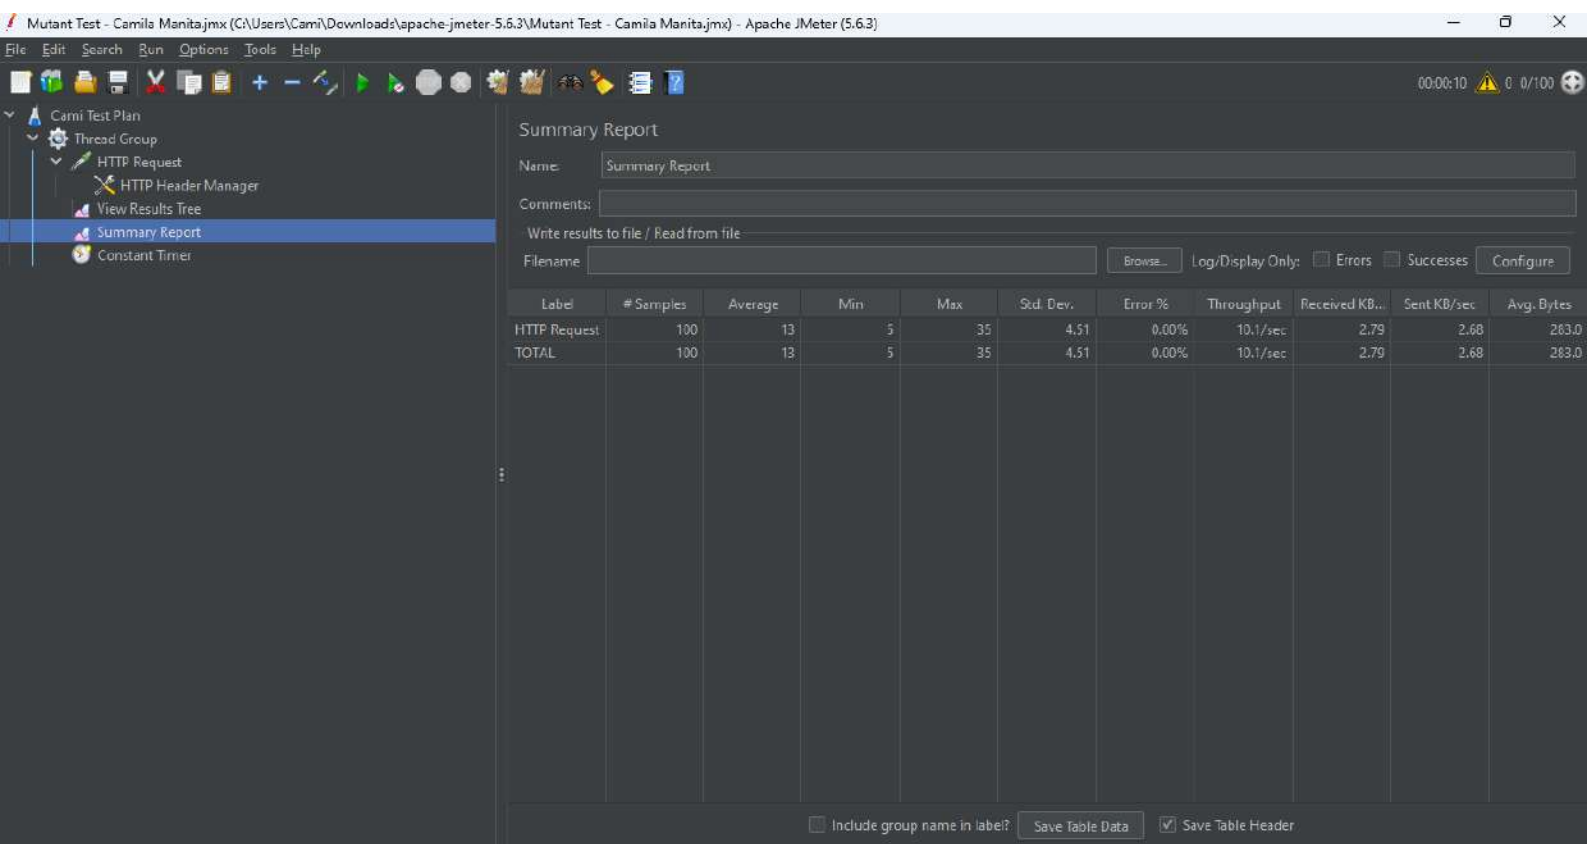 Mutant Test - Camila Manita.jmx (C:\Users\Cami\Downloads\apache-jmeter-5.6.3\Mutant Test - Camila Manita.jmx) - Apache JMeter (5.6.3)
File Edit Search Run Options Tools Help
00:00:10 0 0/100
Cami Test Plan
Thread Group
HTTP Request
HTTP Header Manager
View Results Tree
Summary Report
Constant Timer
Summary Report
Name: Summary Report
Comments:
Write results to file / Read from file
Filename Browse... Log/Display Only: Errors Successes Configure
Label # Samples Average Min Max Std. Dev. Error % Throughput Received KB... Sent KB/sec Avg. Bytes
HTTP Request 100 13 5 35 4.51 0.00% 10.1/sec 2.79 2.68 283.0
TOTAL 100 13 5 35 4.51 0.00% 10.1/sec 2.79 2.68 283.0
Include group name in label? Save Table Data Save Table Header